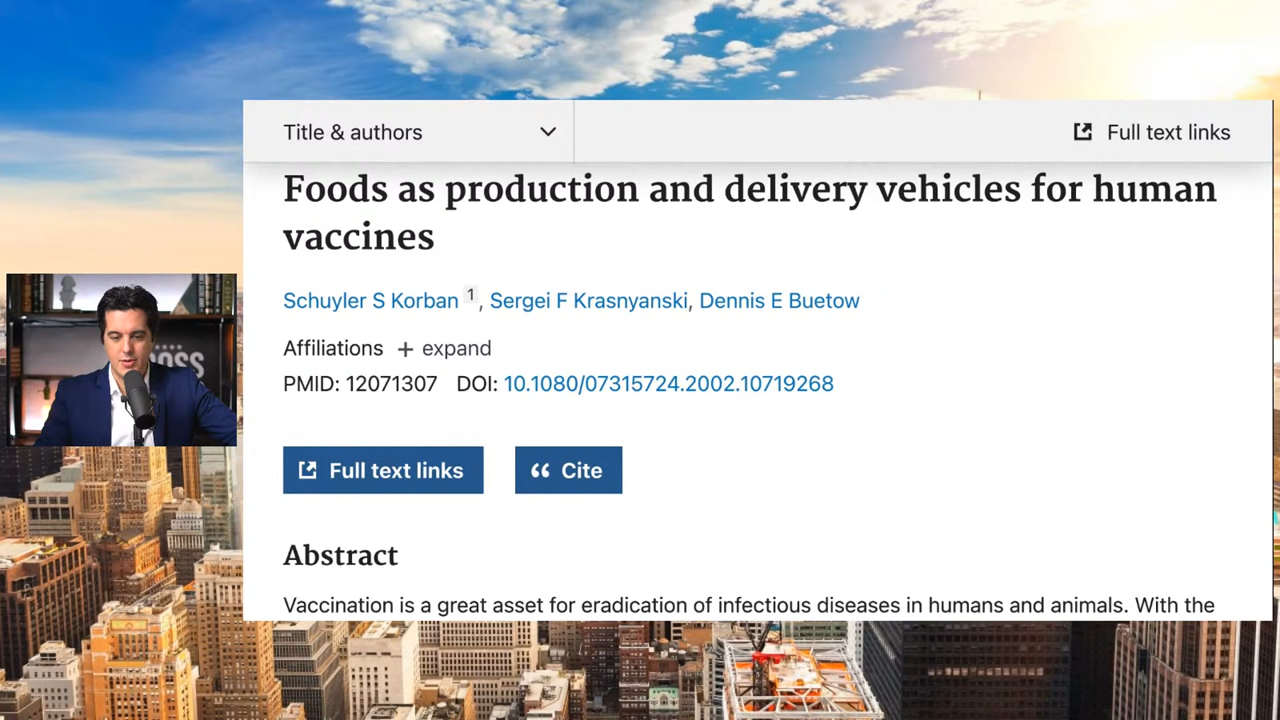 Title & authors
Full text links
Foods as production and delivery vehicles for human
vaccines
Schuyler S Korban 1, Sergei F Krasnyanski, Dennis E Buetow
Affiliations + expand
PMID: 12071307 DOI: 10.1080/07315724.2002.10719268
Full text links
Cite
Abstract
Vaccination is a great asset for eradication of infectious diseases in humans and animals. With the